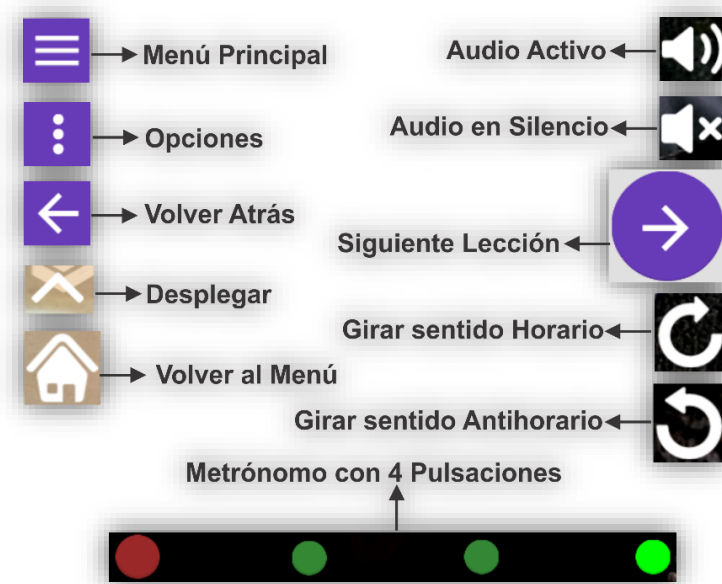 Menú Principal
Opciones
Volver Atrás
Desplegar
Volver al Menú
Audio Activo
Audio en Silencio
Siguiente Lección
Girar sentido Horario
Girar sentido Antihorario
Metrónomo con 4 Pulsaciones